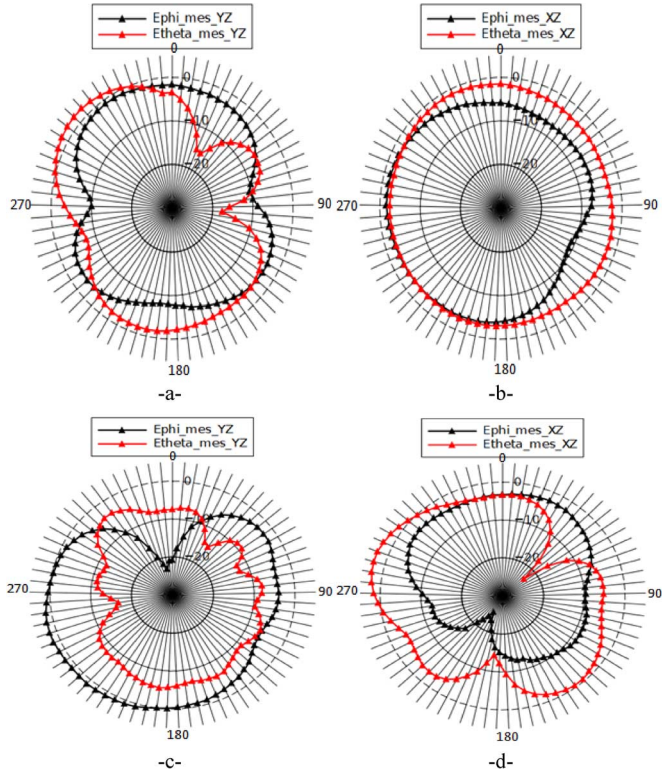 Ephi_mes_YZ
Etheta_mes_YZ
0
0
-10
-20
270
90
180
-a-
Ephi_mes_XZ
Etheta_mes_XZ
0
0
-10
-20
270
90
180
-b-
Ephi_mes_YZ
Etheta_mes_YZ
0
0
-10
-20
270
90
180
-c-
Ephi_mes_XZ
Etheta_mes_XZ
0
0
-10
-20
270
90
180
-d-